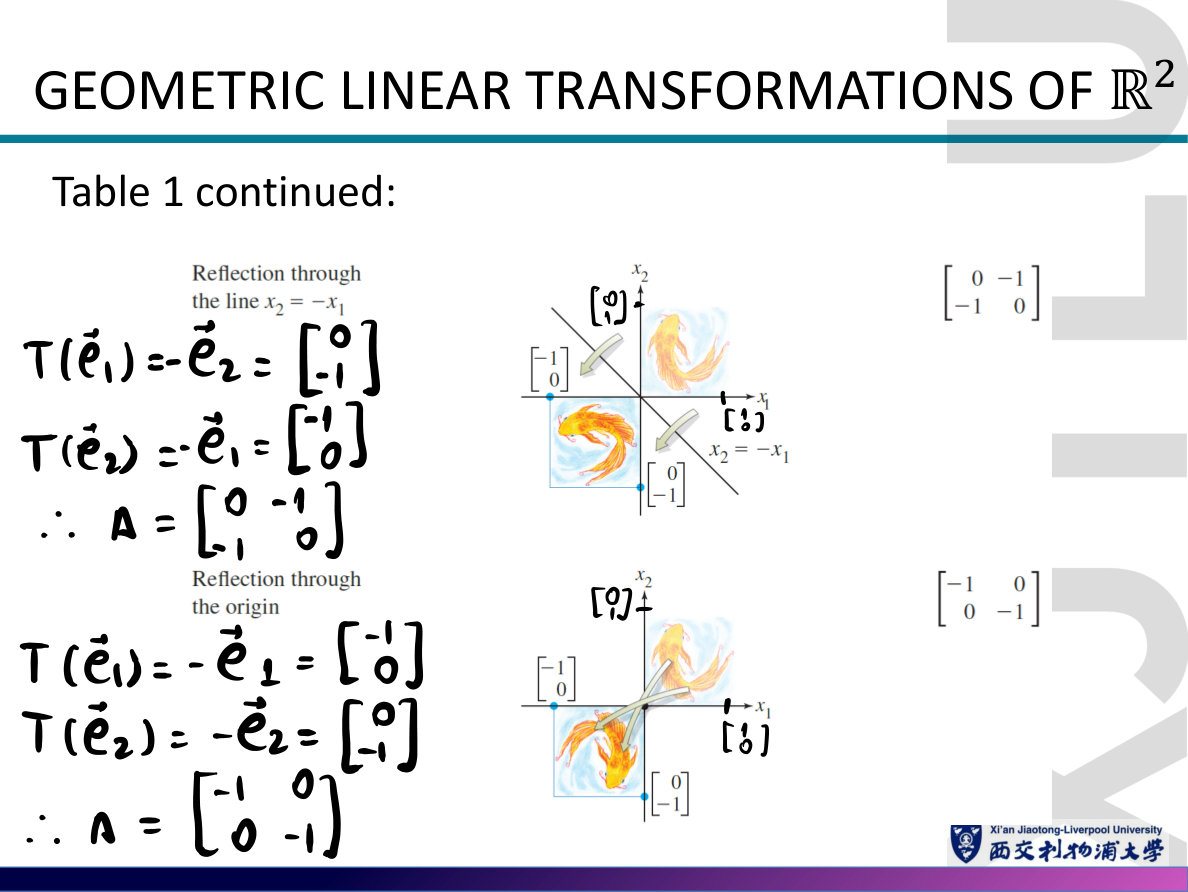 GEOMETRIC LINEAR TRANSFORMATIONS OF ℝ²
Table 1 continued:
Reflection through
the line x₂ = −x₁
T(e⃗₁) = -e⃗₂ = [0; -1]
T(e⃗₂) = -e⃗₁ = [-1; 0]
∴ A = [0 -1; -1 0]
x₂
[0; 1]
[−1; 0]
x₁
[1; 0]
x₂ = −x₁
[0; −1]
[0 −1; −1 0]
Reflection through
the origin
T(e⃗₁) = -e⃗₁ = [-1; 0]
T(e⃗₂) = -e⃗₂ = [0; -1]
∴ A = [-1 0; 0 -1]
x₂
[0; 1]
[−1; 0]
x₁
[1; 0]
[0; −1]
[−1 0; 0 −1]
Xi'an Jiaotong-Liverpool University
西交利物浦大學